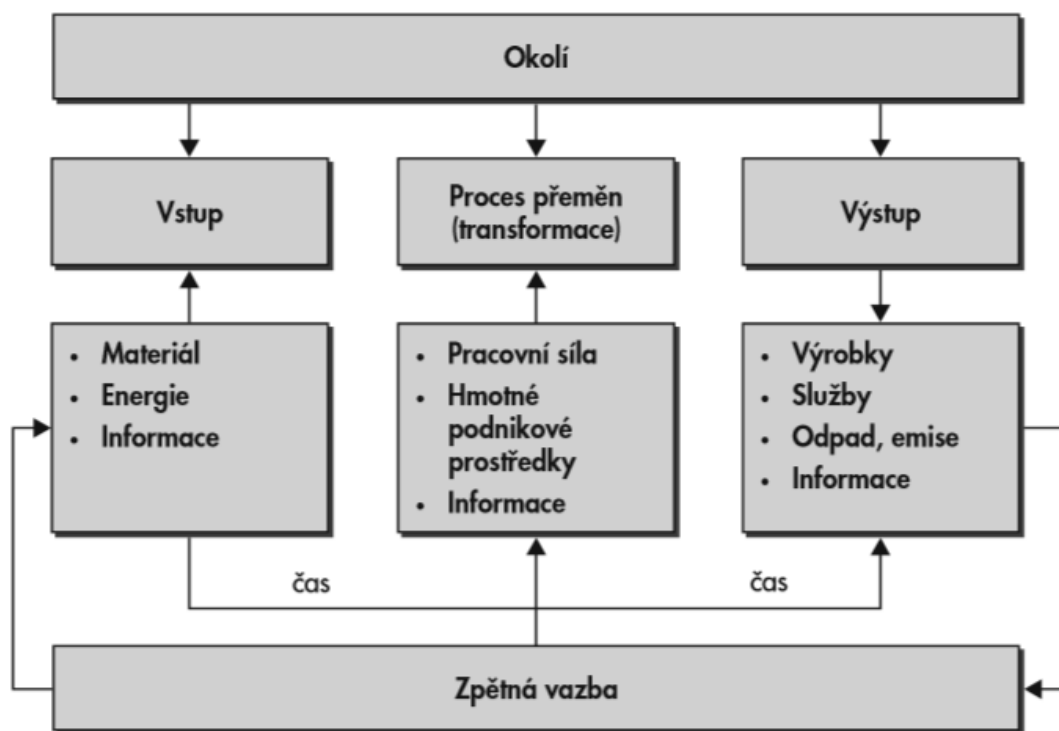 Okolí
Vstup
Proces přeměn
(transformace)
Výstup
• Materiál
• Energie
• Informace
• Pracovní síla
• Hmotné
podnikové
prostředky
• Informace
• Výrobky
• Služby
• Odpad, emise
• Informace
čas
čas
Zpětná vazba